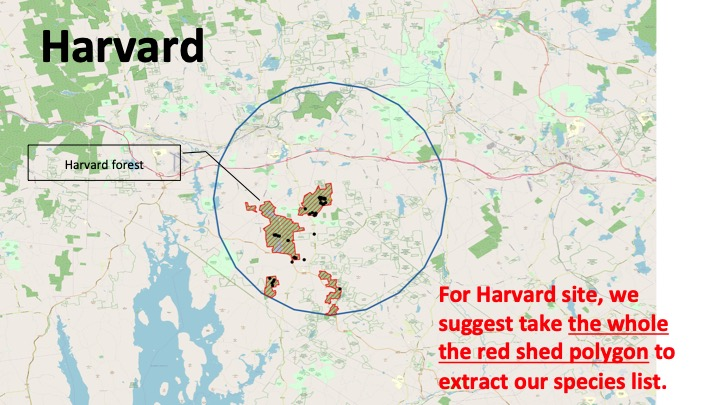 Harvard
Harvard forest
For Harvard site, we
suggest take the whole
the red shed polygon to
extract our species list.